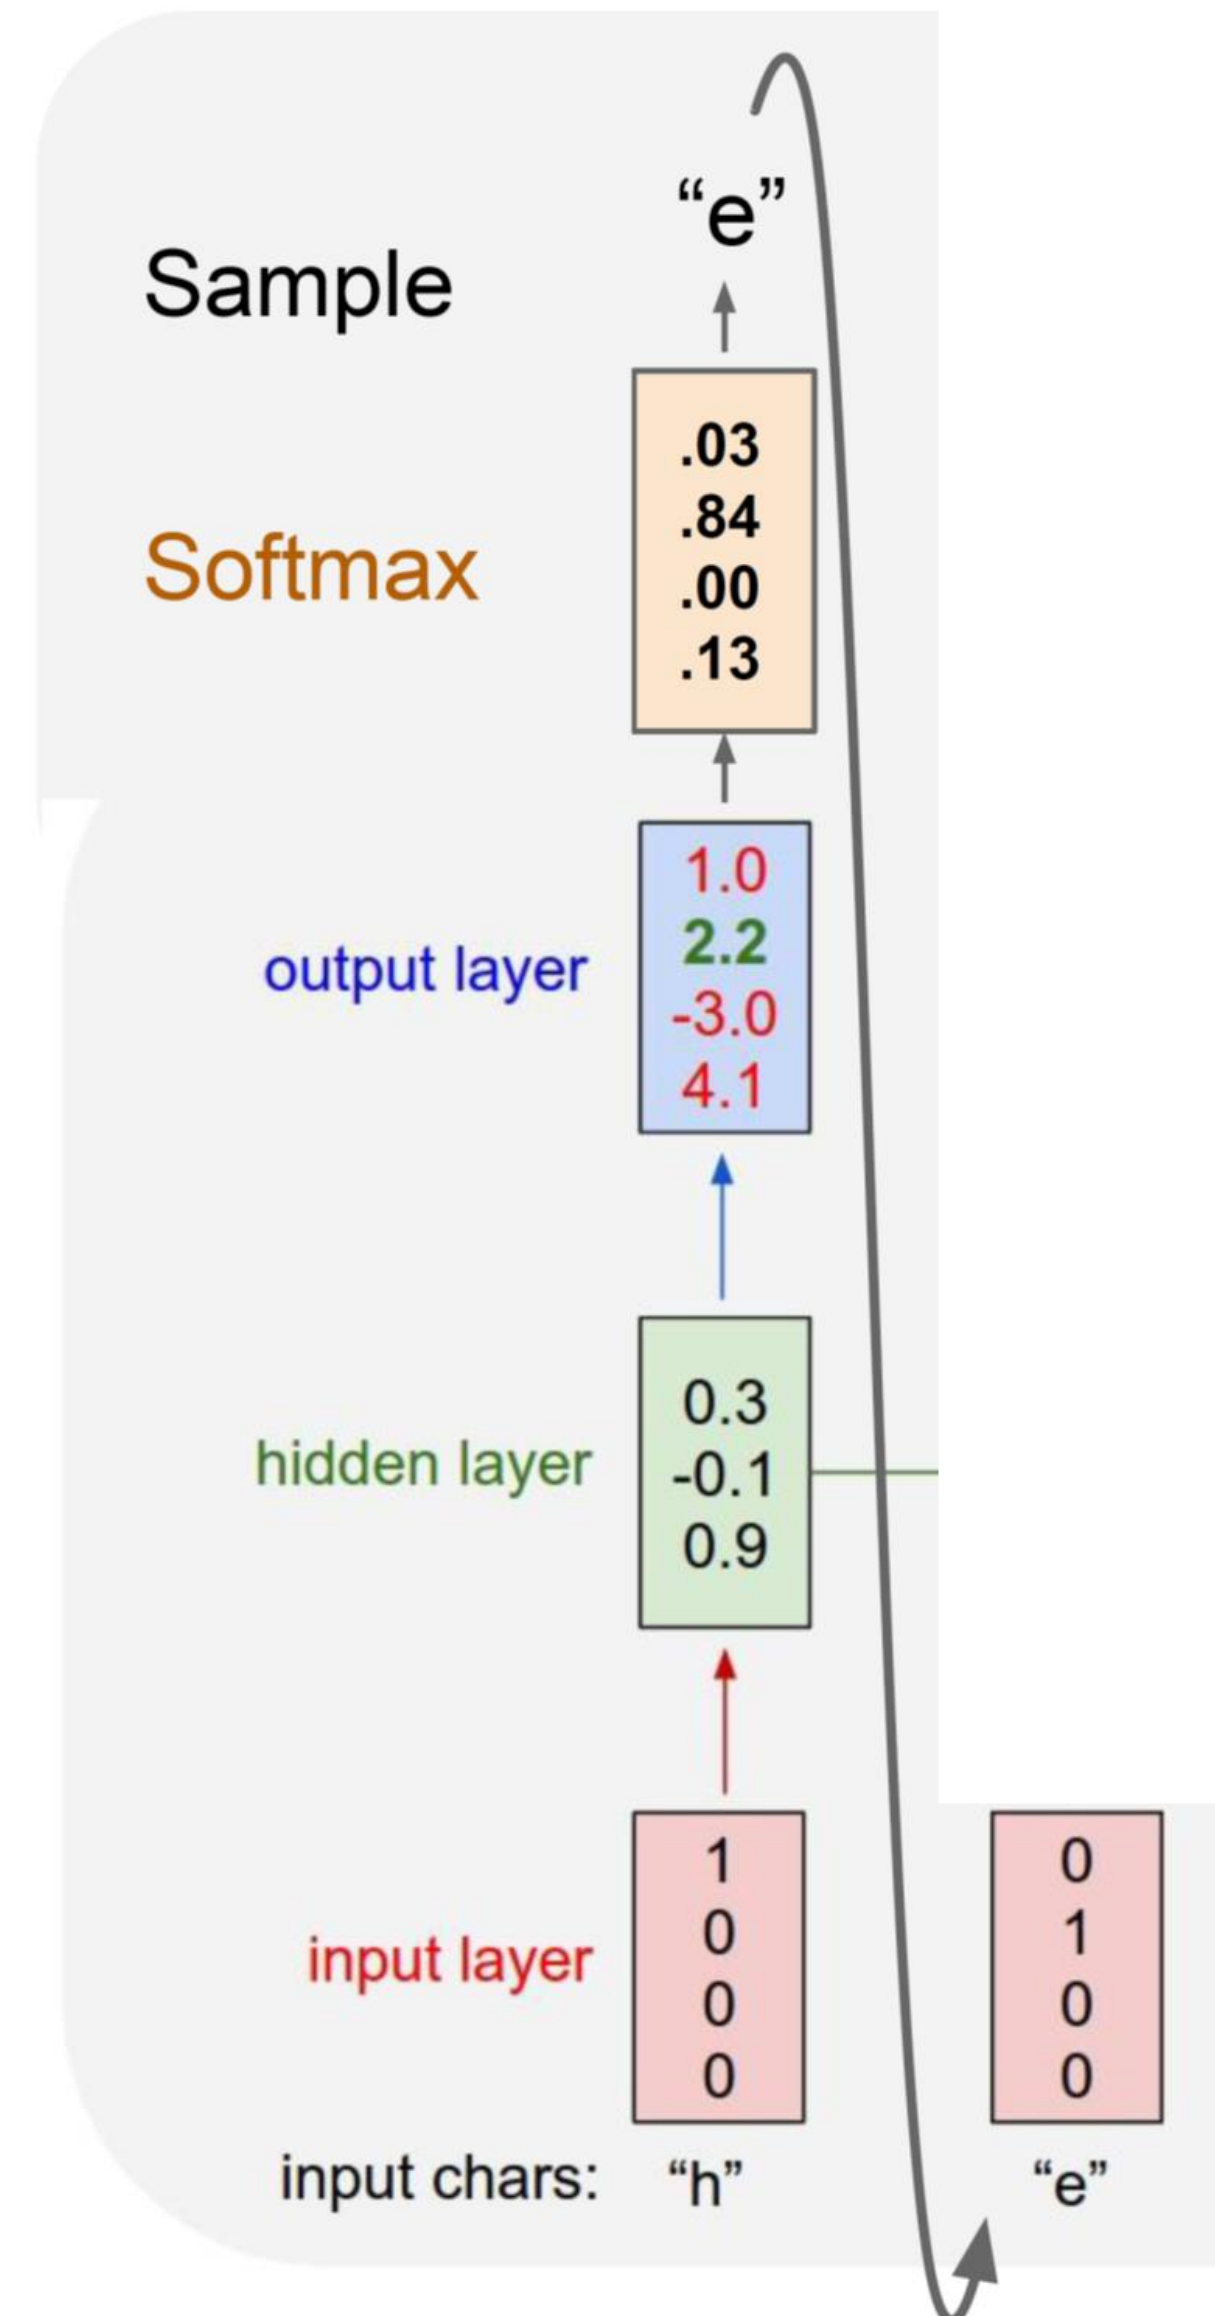 “e”
Sample
.03
.84
.00
.13
Softmax
1.0
2.2
-3.0
4.1
output layer
0.3
-0.1
0.9
hidden layer
1
0
0
0
0
1
0
0
input layer
input chars: “h” “e”